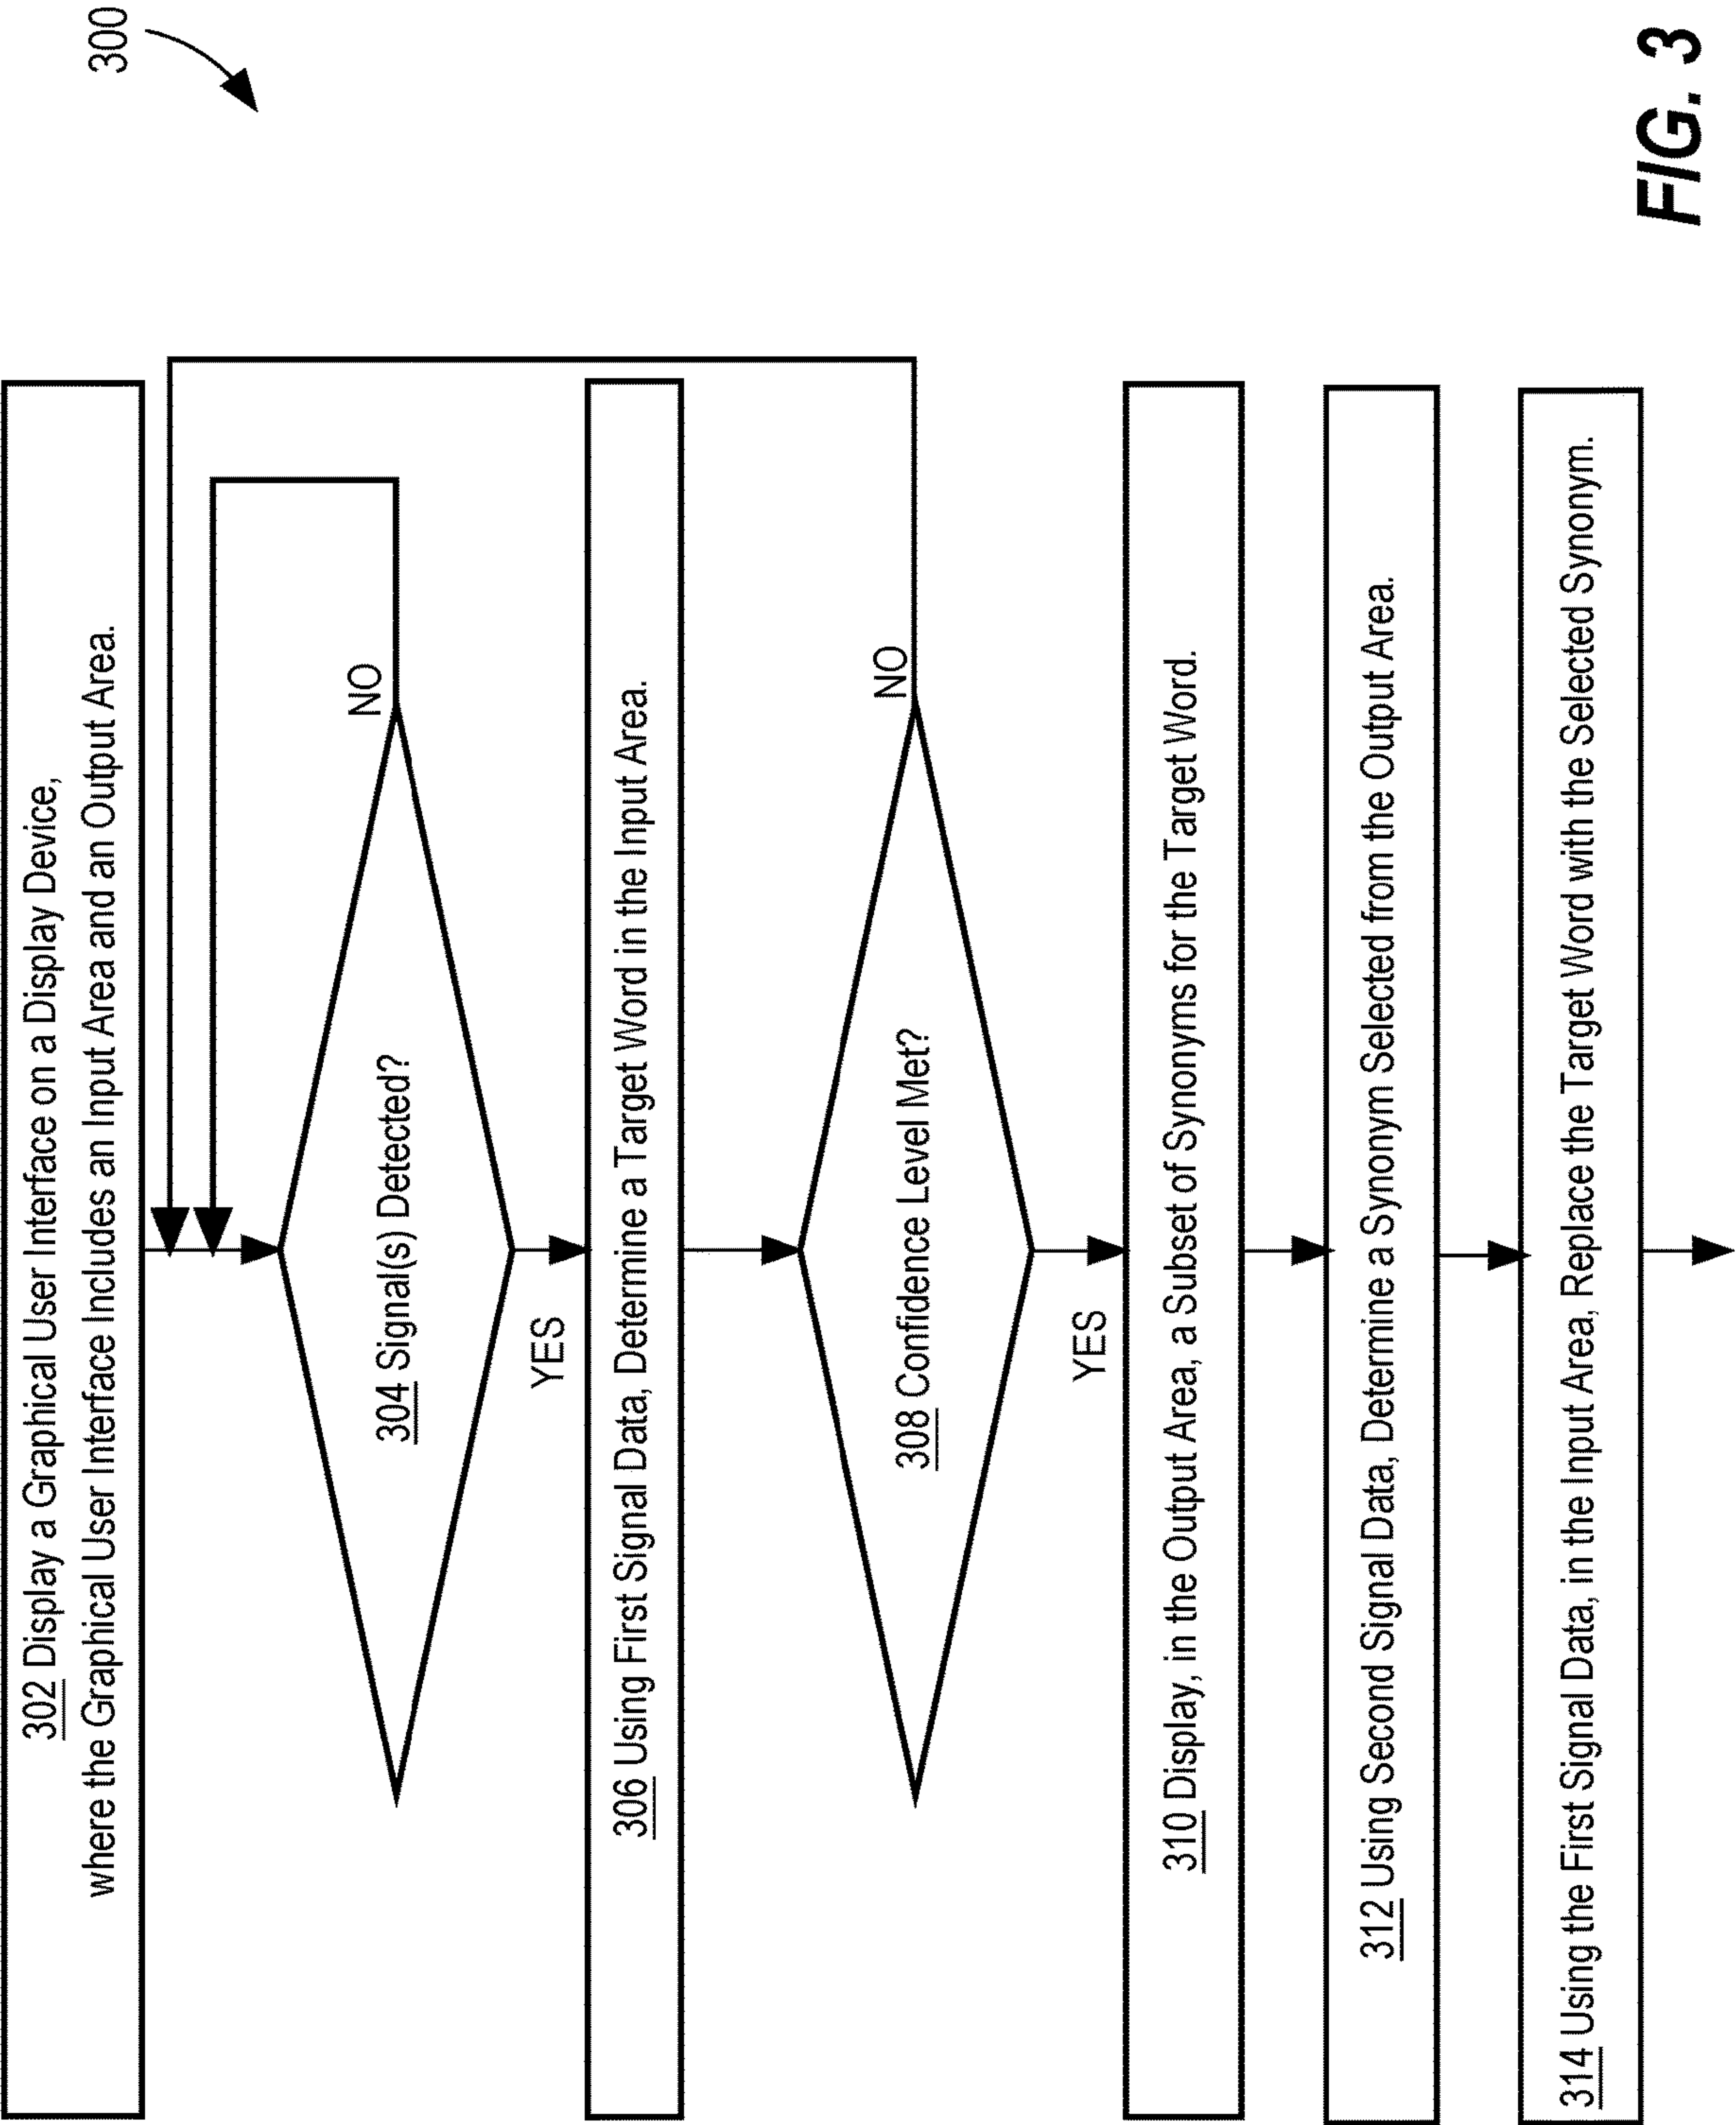 300
302 Display a Graphical User Interface on a Display Device,
where the Graphical User Interface Includes an Input Area and an Output Area.
304 Signal(s) Detected?
NO
YES
306 Using First Signal Data, Determine a Target Word in the Input Area.
308 Confidence Level Met?
NO
YES
310 Display, in the Output Area, a Subset of Synonyms for the Target Word.
312 Using Second Signal Data, Determine a Synonym Selected from the Output Area.
314 Using the First Signal Data, in the Input Area, Replace the Target Word with the Selected Synonym.
FIG. 3